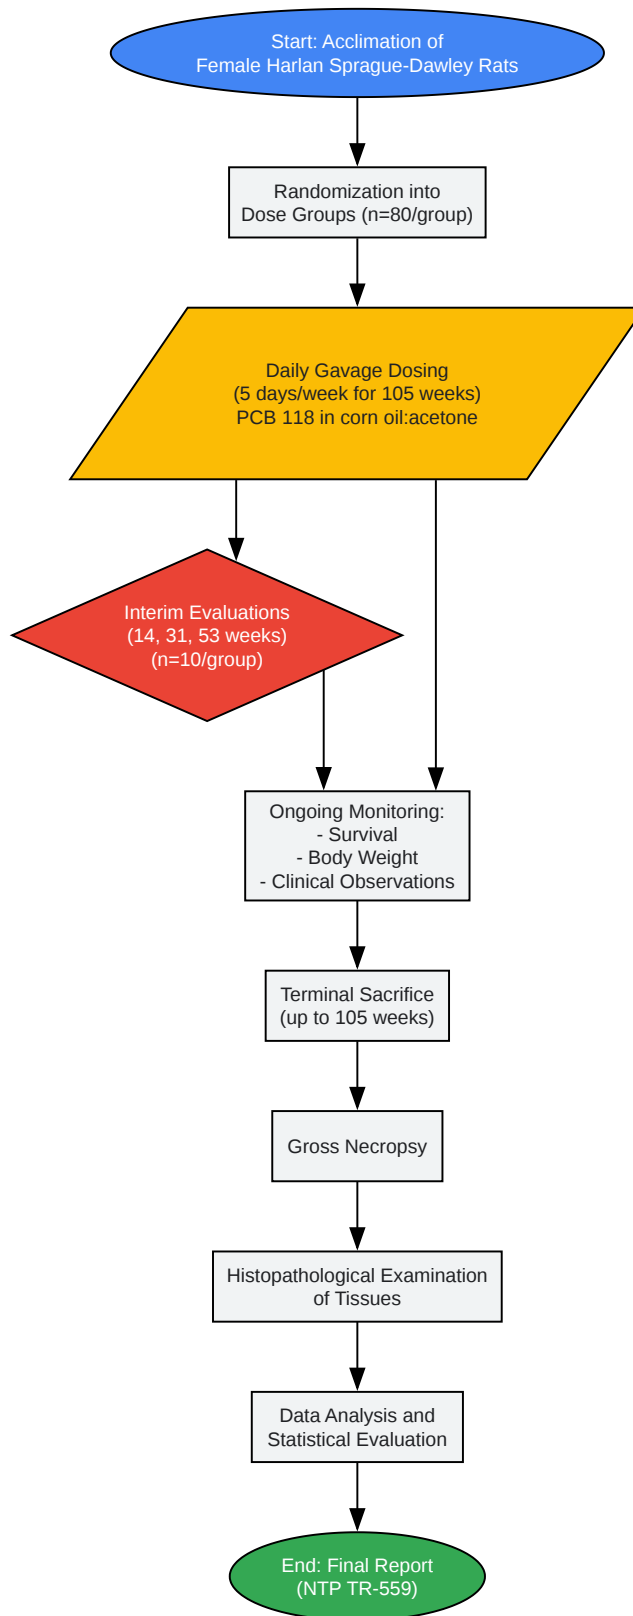 Start: Acclimation of
Female Harlan Sprague-Dawley Rats
Randomization into
Dose Groups (n=80/group)
Daily Gavage Dosing
(5 days/week for 105 weeks)
PCB 118 in corn oil:acetone
Interim Evaluations
(14, 31, 53 weeks)
(n=10/group)
Ongoing Monitoring:
- Survival
- Body Weight
- Clinical Observations
Terminal Sacrifice
(up to 105 weeks)
Gross Necropsy
Histopathological Examination
of Tissues
Data Analysis and
Statistical Evaluation
End: Final Report
(NTP TR-559)